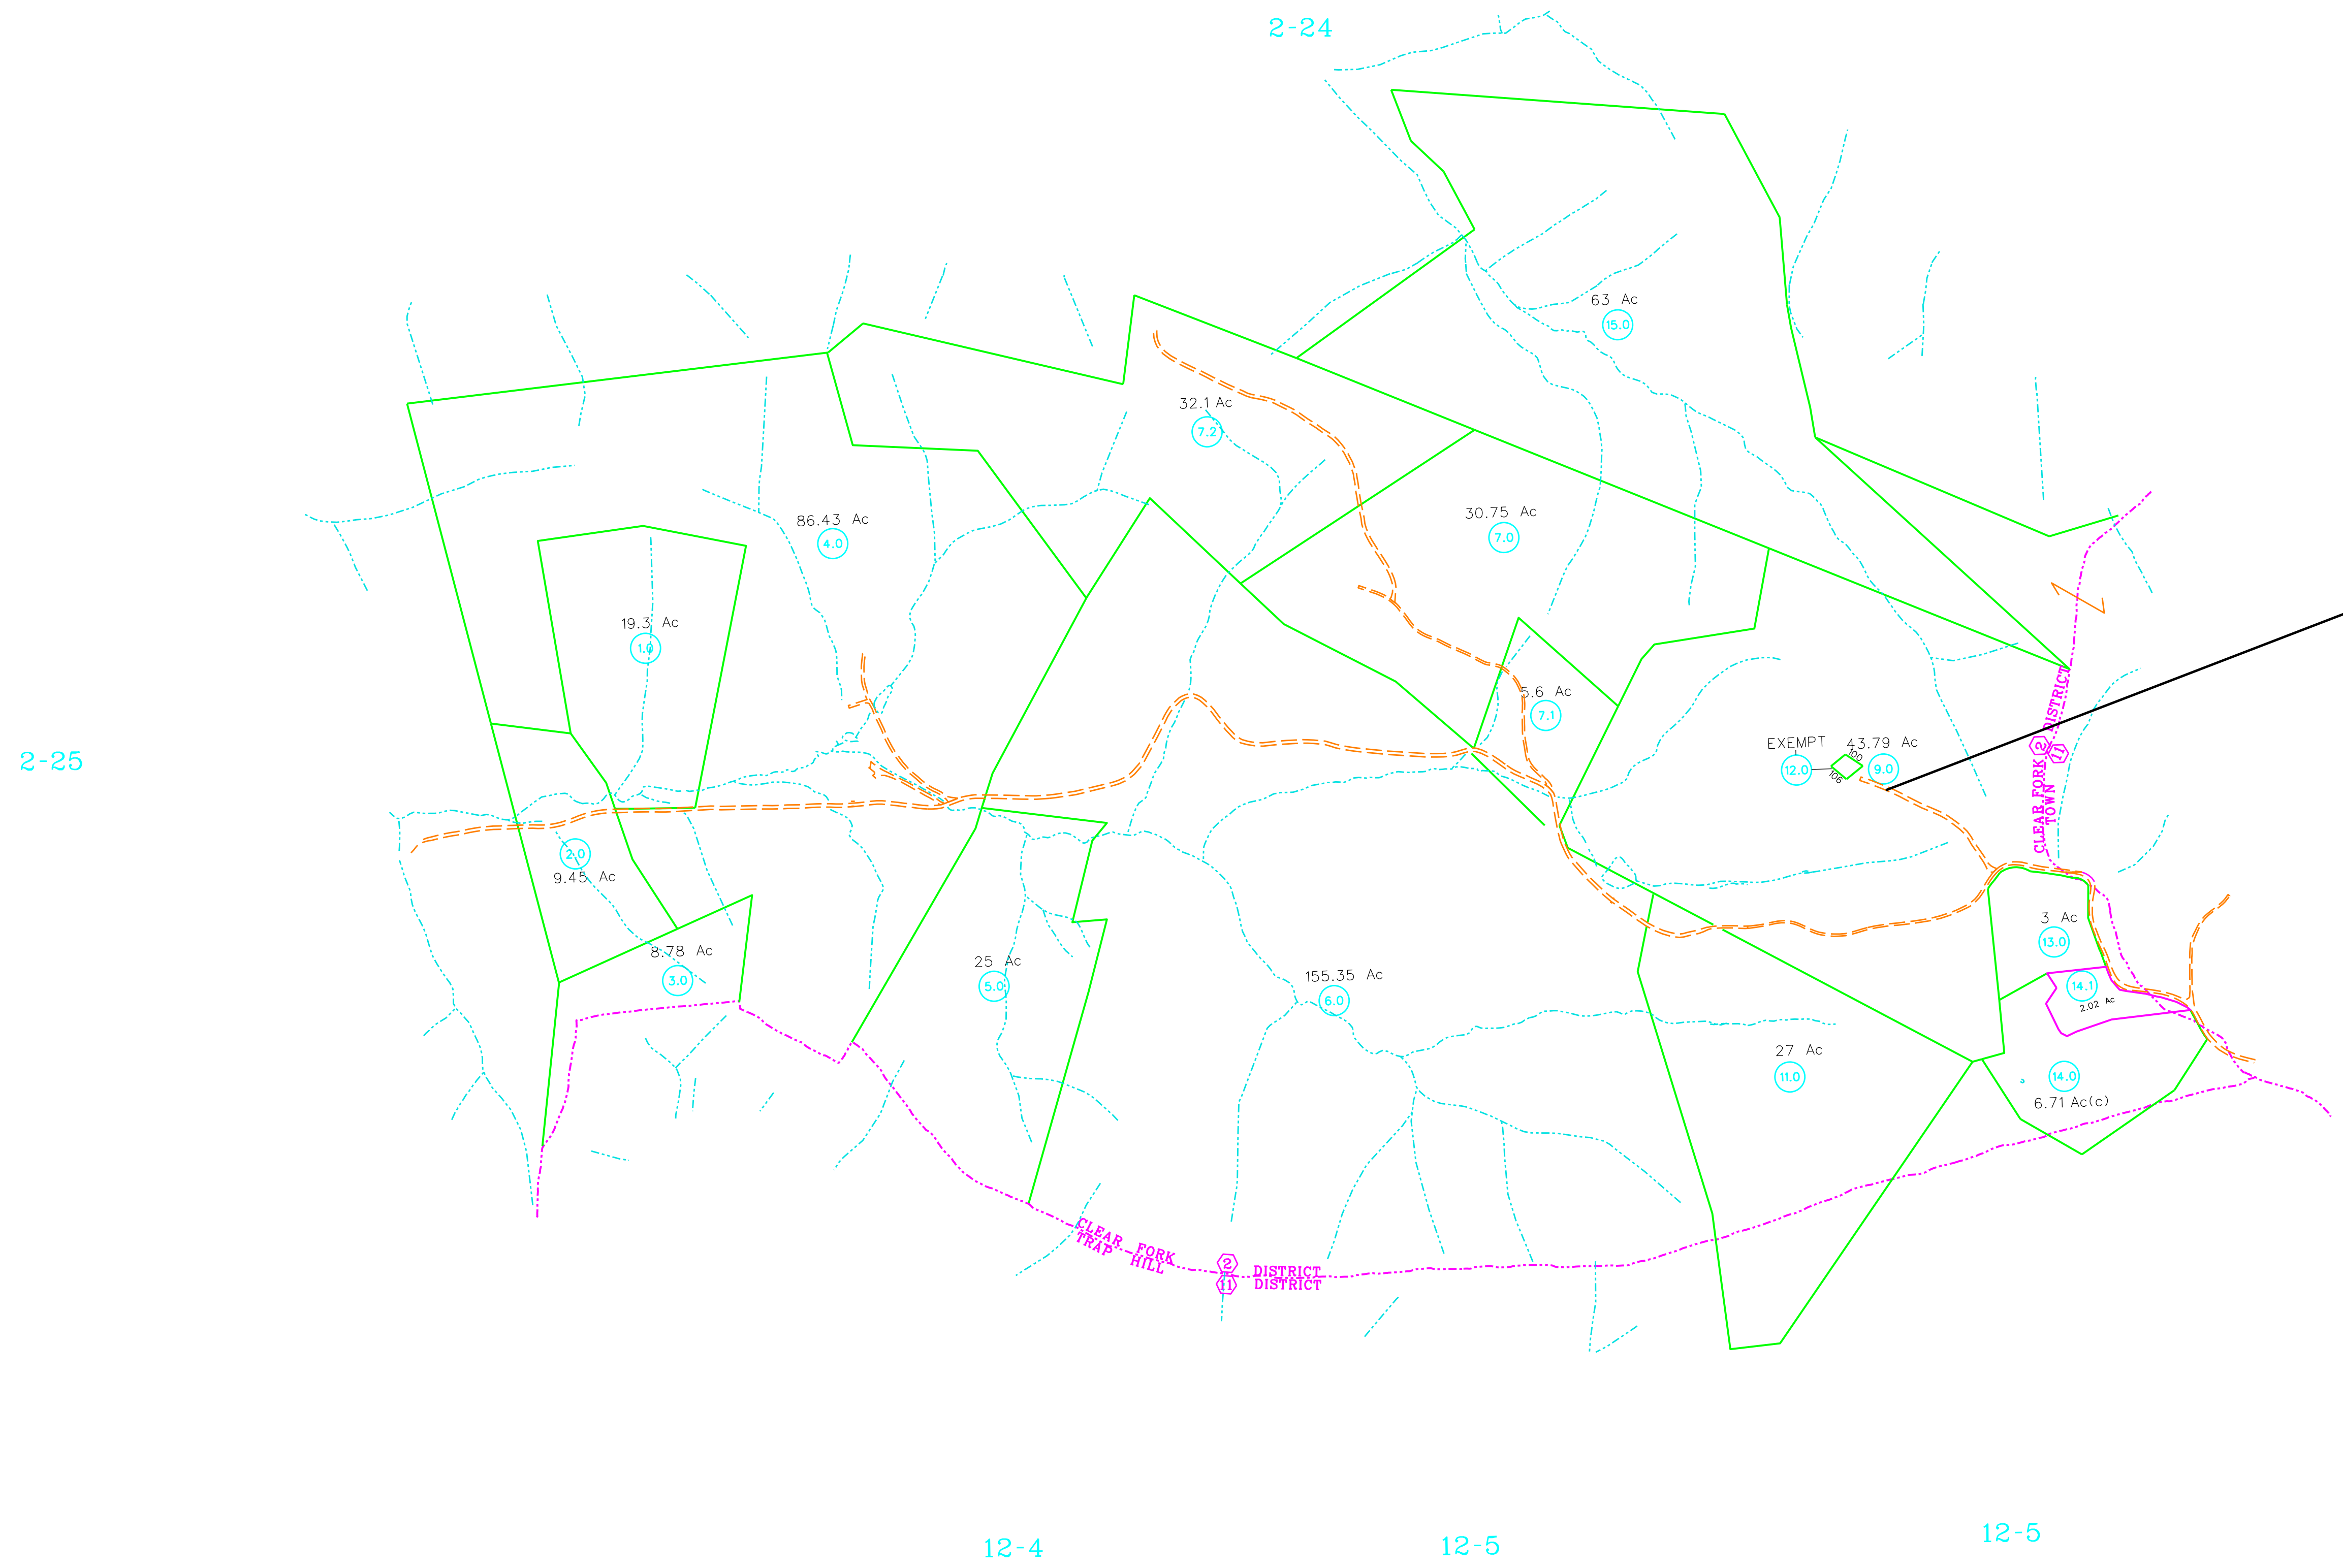 2-24
63 Ac
15.0
32.1 Ac
7.2
86.43 Ac
4.0
30.75 Ac
7.0
19.3 Ac
1.0
5.6 Ac
7.1
CLEAR FORK 2 DISTRICT
TOWN 11
EXEMPT
12.0
100
106
43.79 Ac
9.0
2-25
2.0
9.45 Ac
8.78 Ac
3.0
25 Ac
5.0
155.35 Ac
6.0
3 Ac
13.0
14.1
2.02 Ac
27 Ac
11.0
14.0
6.71 Ac(c)
CLEAR FORK 2 DISTRICT
TRAP HILL 11 DISTRICT
12-4
12-5
12-5